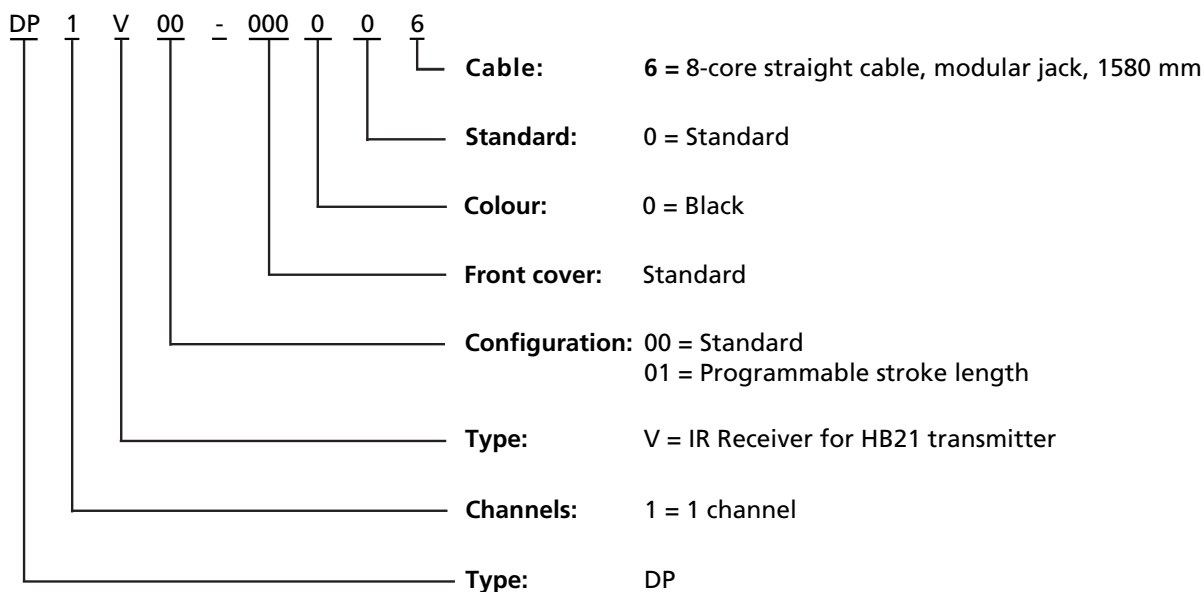 DP 1 V 00 - 000 0 0 6
Cable: 6 = 8-core straight cable, modular jack, 1580 mm
Standard: 0 = Standard
Colour: 0 = Black
Front cover: Standard
Configuration: 00 = Standard
01 = Programmable stroke length
Type: V = IR Receiver for HB21 transmitter
Channels: 1 = 1 channel
Type: DP